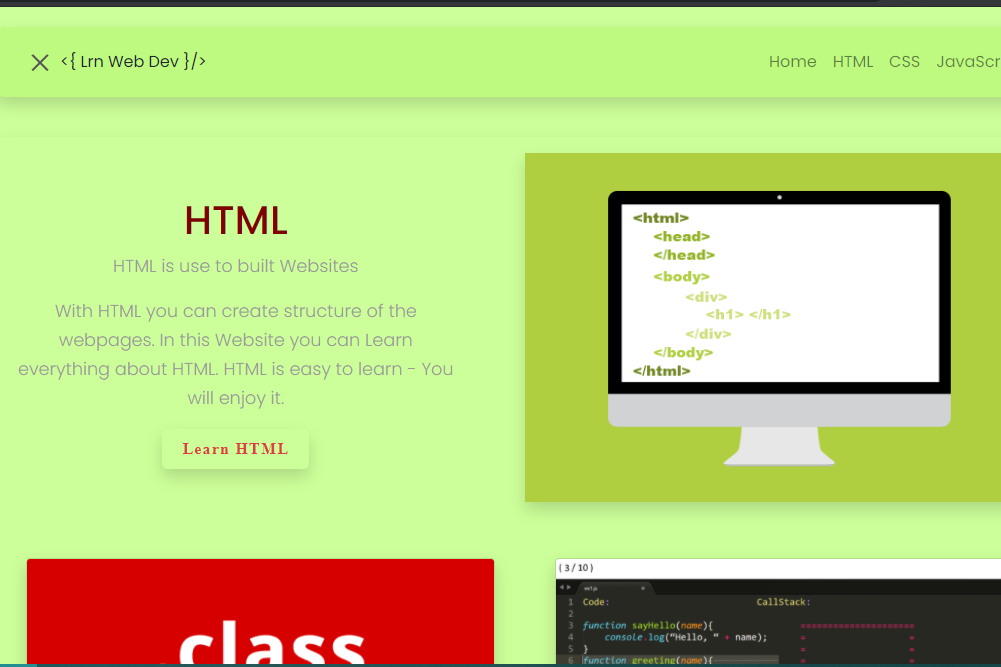 <{ Lrn Web Dev }/>
Home HTML CSS JavaScr
HTML
HTML is use to built Websites
With HTML you can create structure of the
webpages. In this Website you can Learn
everything about HTML. HTML is easy to learn - You
will enjoy it.
Learn HTML
<html>
<head>
</head>
<body>
<div>
<h1> </h1>
</div>
</body>
</html>
.class
( 3 / 10 )
1 Code: CallStack:
2
3 function sayHello(name){ ====================
4 console.log("Hello, " + name); = =
5 } = =
6 function greeting(name){ = =